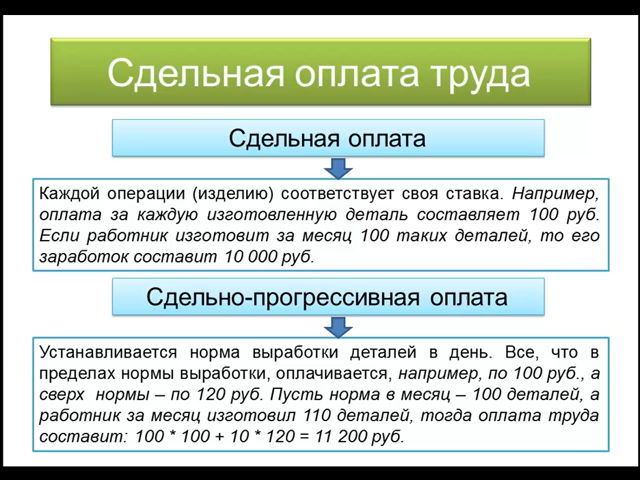 Сдельная оплата труда
Сдельная оплата
Каждой операции (изделию) соответствует своя ставка. Например,
оплата за каждую изготовленную деталь составляет 100 руб.
Если работник изготовит за месяц 100 таких деталей, то его
заработок составит 10 000 руб.
Сдельно-прогрессивная оплата
Устанавливается норма выработки деталей в день. Все, что в
пределах нормы выработки, оплачивается, например, по 100 руб., а
сверх нормы – по 120 руб. Пусть норма в месяц – 100 деталей, а
работник за месяц изготовил 110 деталей, тогда оплата труда
составит: 100 * 100 + 10 * 120 = 11 200 руб.